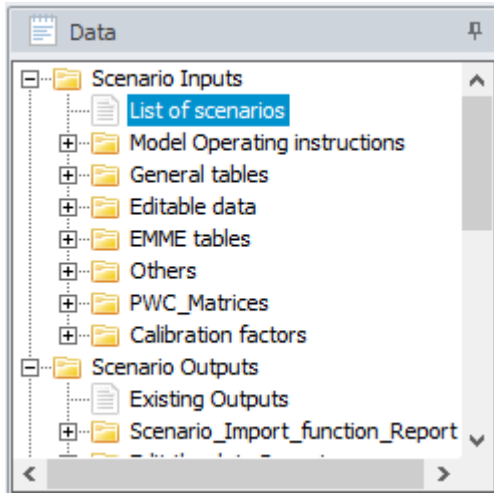 Data
Scenario Inputs
List of scenarios
Model Operating instructions
General tables
Editable data
EMME tables
Others
PWC_Matrices
Calibration factors
Scenario Outputs
Existing Outputs
Scenario_Import_function_Report